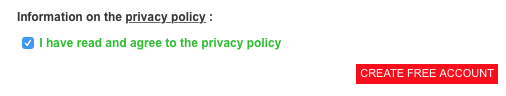 Information on the privacy policy :
I have read and agree to the privacy policy
CREATE FREE ACCOUNT